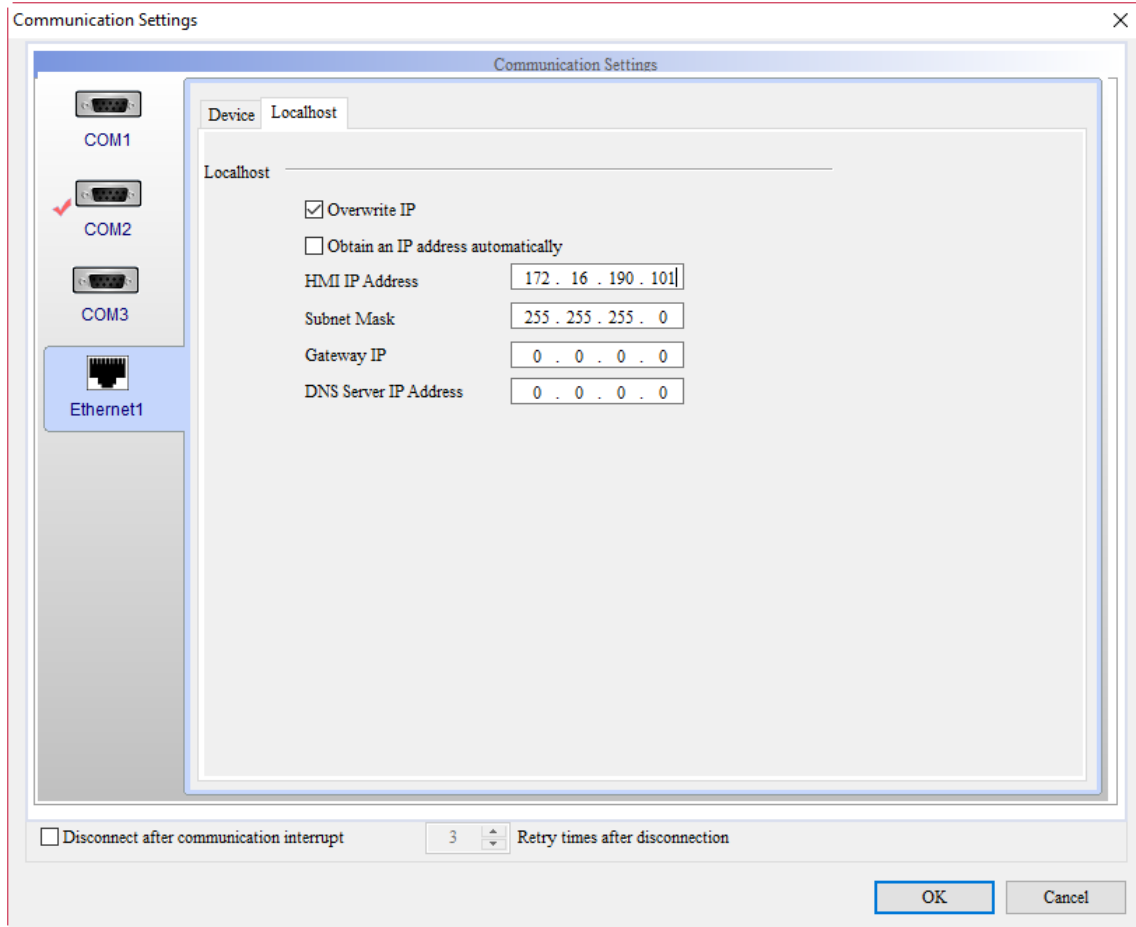 Communication Settings
Communication Settings
COM1
COM2
COM3
Ethernet1
Device Localhost
Localhost
Overwrite IP
Obtain an IP address automatically
HMI IP Address 172 . 16 . 190 . 101
Subnet Mask 255 . 255 . 255 . 0
Gateway IP 0 . 0 . 0 . 0
DNS Server IP Address 0 . 0 . 0 . 0
Disconnect after communication interrupt 3 Retry times after disconnection
OK Cancel